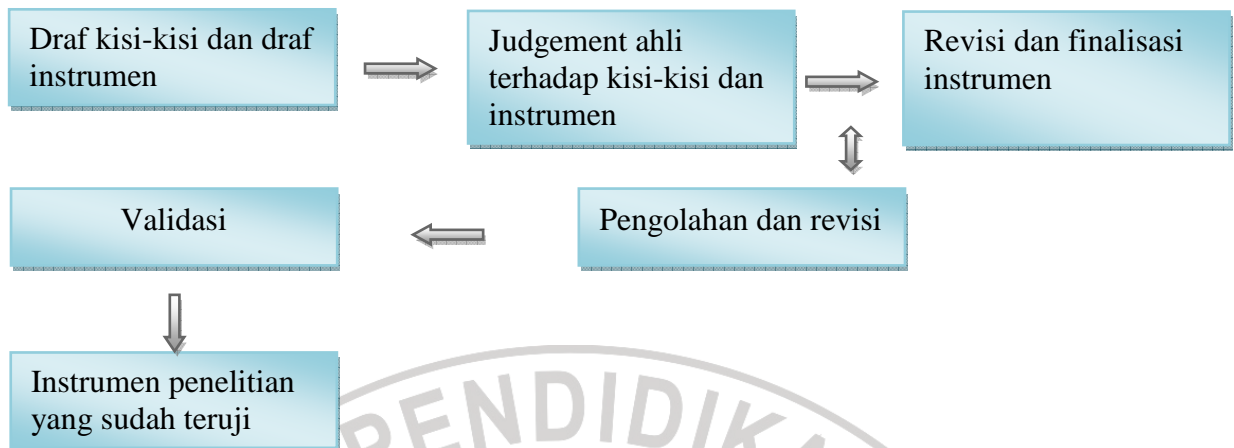 Draf kisi-kisi dan draf
instrumen
Judgement ahli
terhadap kisi-kisi dan
instrumen
Revisi dan finalisasi
instrumen
Validasi
Pengolahan dan revisi
Instrumen penelitian
yang sudah teruji
PENDIDIKA